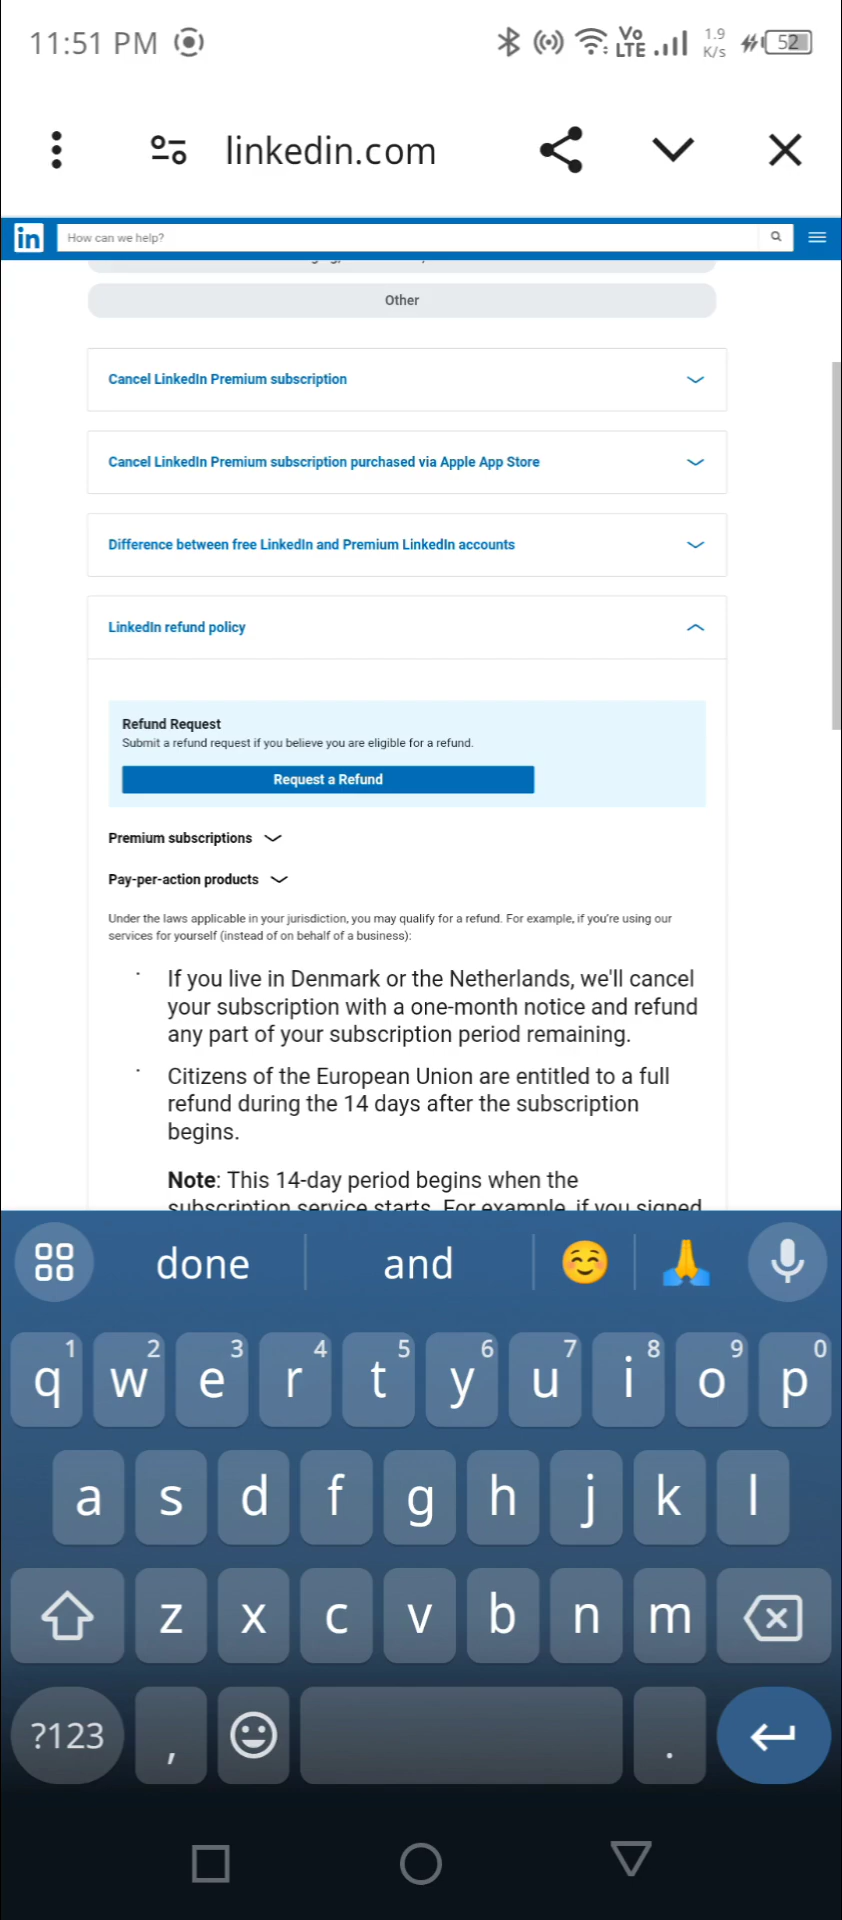 11:51 PM
Vo
LTE
1.9
K/s
52
linkedin.com
in
How can we help?
Other
Cancel LinkedIn Premium subscription
Cancel LinkedIn Premium subscription purchased via Apple App Store
Difference between free LinkedIn and Premium LinkedIn accounts
LinkedIn refund policy
Refund Request
Submit a refund request if you believe you are eligible for a refund.
Request a Refund
Premium subscriptions
Pay-per-action products
Under the laws applicable in your jurisdiction, you may qualify for a refund. For example, if you're using our
services for yourself (instead of on behalf of a business):
If you live in Denmark or the Netherlands, we'll cancel
your subscription with a one-month notice and refund
any part of your subscription period remaining.
Citizens of the European Union are entitled to a full
refund during the 14 days after the subscription
begins.
Note: This 14-day period begins when the
subscription service starts. For example, if you signed
done and
1 2 3 4 5 6 7 8 9 0
q w e r t y u i o p
a s d f g h j k l
z x c v b n m
?123 , .